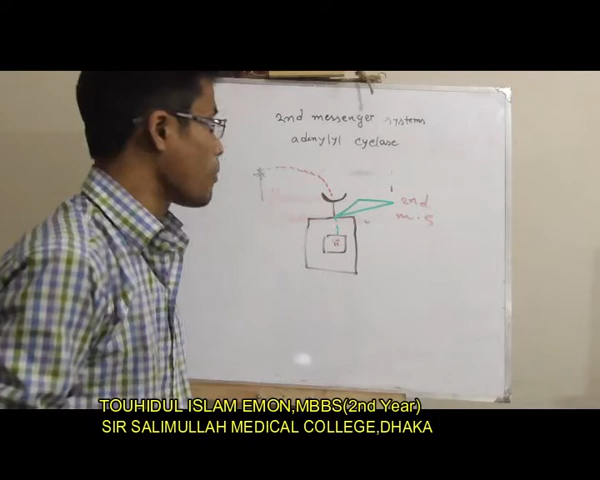 2nd messenger systems
adenylyl cyclase
2nd
m.s
TOUHIDUL ISLAM EMON,MBBS(2nd Year)
SIR SALIMULLAH MEDICAL COLLEGE,DHAKA